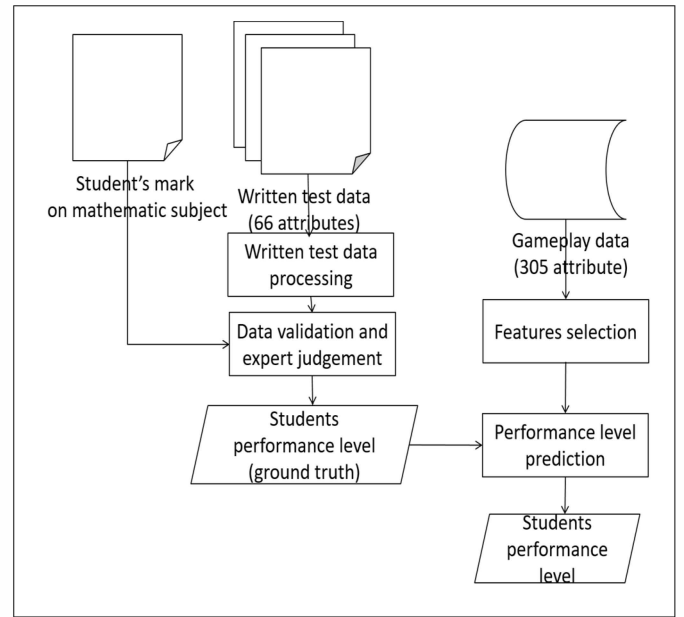 Student's mark
on mathematic subject
Written test data
(66 attributes)
Written test data
processing
Data validation and
expert judgement
Students
performance level
(ground truth)
Gameplay data
(305 attribute)
Features selection
Performance level
prediction
Students
performance
level